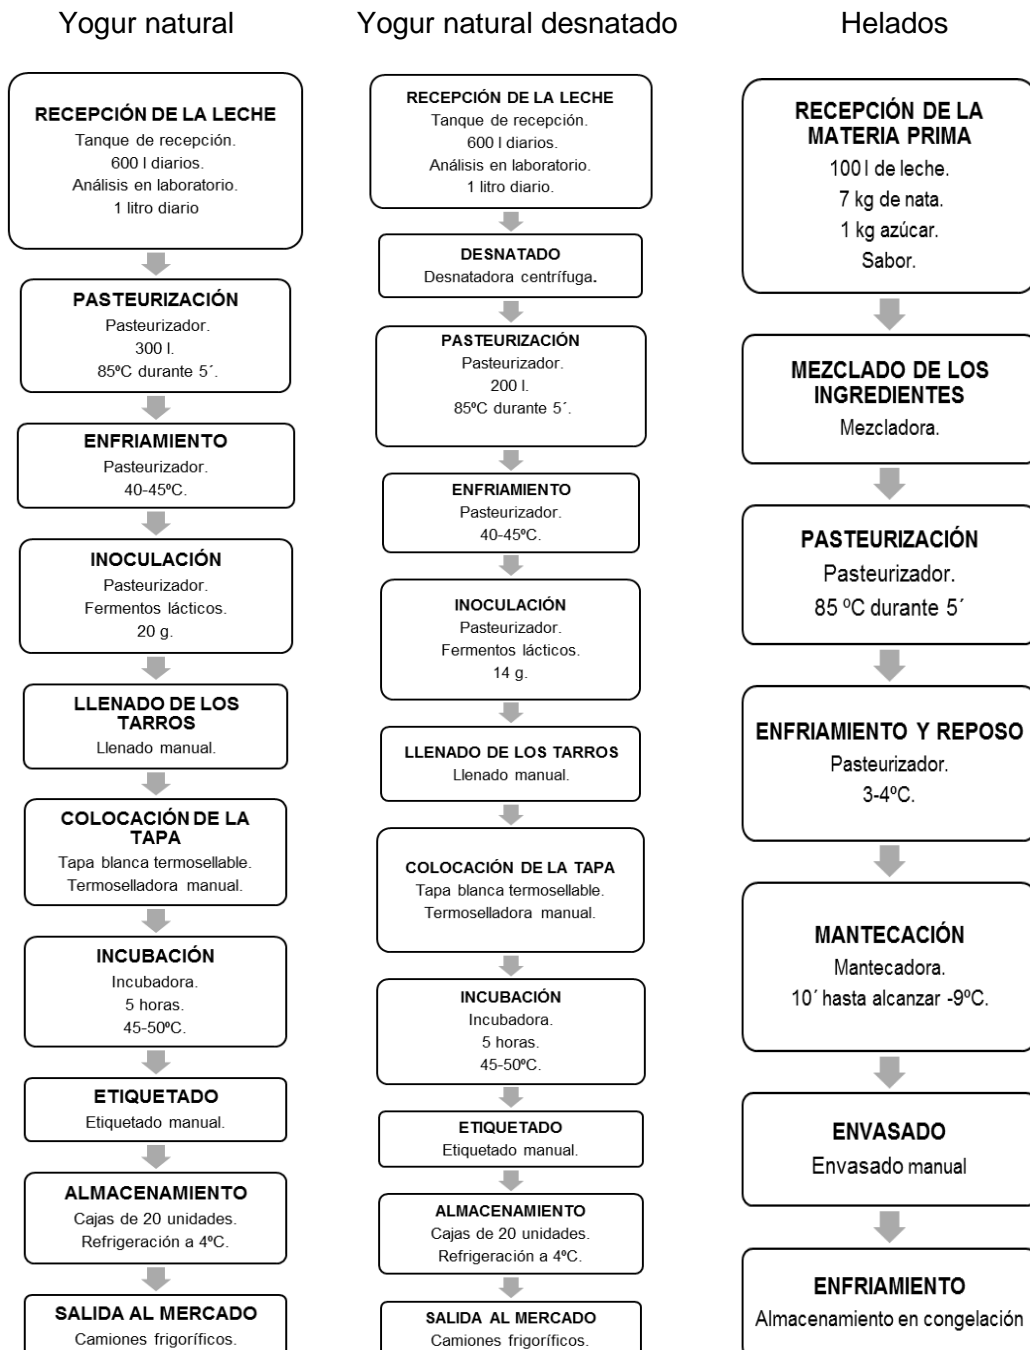 Yogur natural
RECEPCIÓN DE LA LECHE
Tanque de recepción.
600 l diarios.
Análisis en laboratorio.
1 litro diario
PASTEURIZACIÓN
Pasteurizador.
300 l.
85ºC durante 5´.
ENFRIAMIENTO
Pasteurizador.
40-45ºC.
INOCULACIÓN
Pasteurizador.
Fermentos lácticos.
20 g.
LLENADO DE LOS
TARROS
Llenado manual.
COLOCACIÓN DE LA
TAPA
Tapa blanca termosellable.
Termoselladora manual.
INCUBACIÓN
Incubadora.
5 horas.
45-50ºC.
ETIQUETADO
Etiquetado manual.
ALMACENAMIENTO
Cajas de 20 unidades.
Refrigeración a 4ºC.
SALIDA AL MERCADO
Camiones frigoríficos.
Yogur natural desnatado
RECEPCIÓN DE LA LECHE
Tanque de recepción.
600 l diarios.
Análisis en laboratorio.
1 litro diario.
DESNATADO
Desnatadora centrífuga.
PASTEURIZACIÓN
Pasteurizador.
200 l.
85ºC durante 5´.
ENFRIAMIENTO
Pasteurizador.
40-45ºC.
INOCULACIÓN
Pasteurizador.
Fermentos lácticos.
14 g.
LLENADO DE LOS TARROS
Llenado manual.
COLOCACIÓN DE LA TAPA
Tapa blanca termosellable.
Termoselladora manual.
INCUBACIÓN
Incubadora.
5 horas.
45-50ºC.
ETIQUETADO
Etiquetado manual.
ALMACENAMIENTO
Cajas de 20 unidades.
Refrigeración a 4ºC.
SALIDA AL MERCADO
Camiones frigoríficos.
Helados
RECEPCIÓN DE LA
MATERIA PRIMA
100 l de leche.
7 kg de nata.
1 kg azúcar.
Sabor.
MEZCLADO DE LOS
INGREDIENTES
Mezcladora.
PASTEURIZACIÓN
Pasteurizador.
85 ºC durante 5´
ENFRIAMIENTO Y REPOSO
Pasteurizador.
3-4ºC.
MANTECACIÓN
Mantecadora.
10´ hasta alcanzar -9ºC.
ENVASADO
Envasado manual
ENFRIAMIENTO
Almacenamiento en congelación